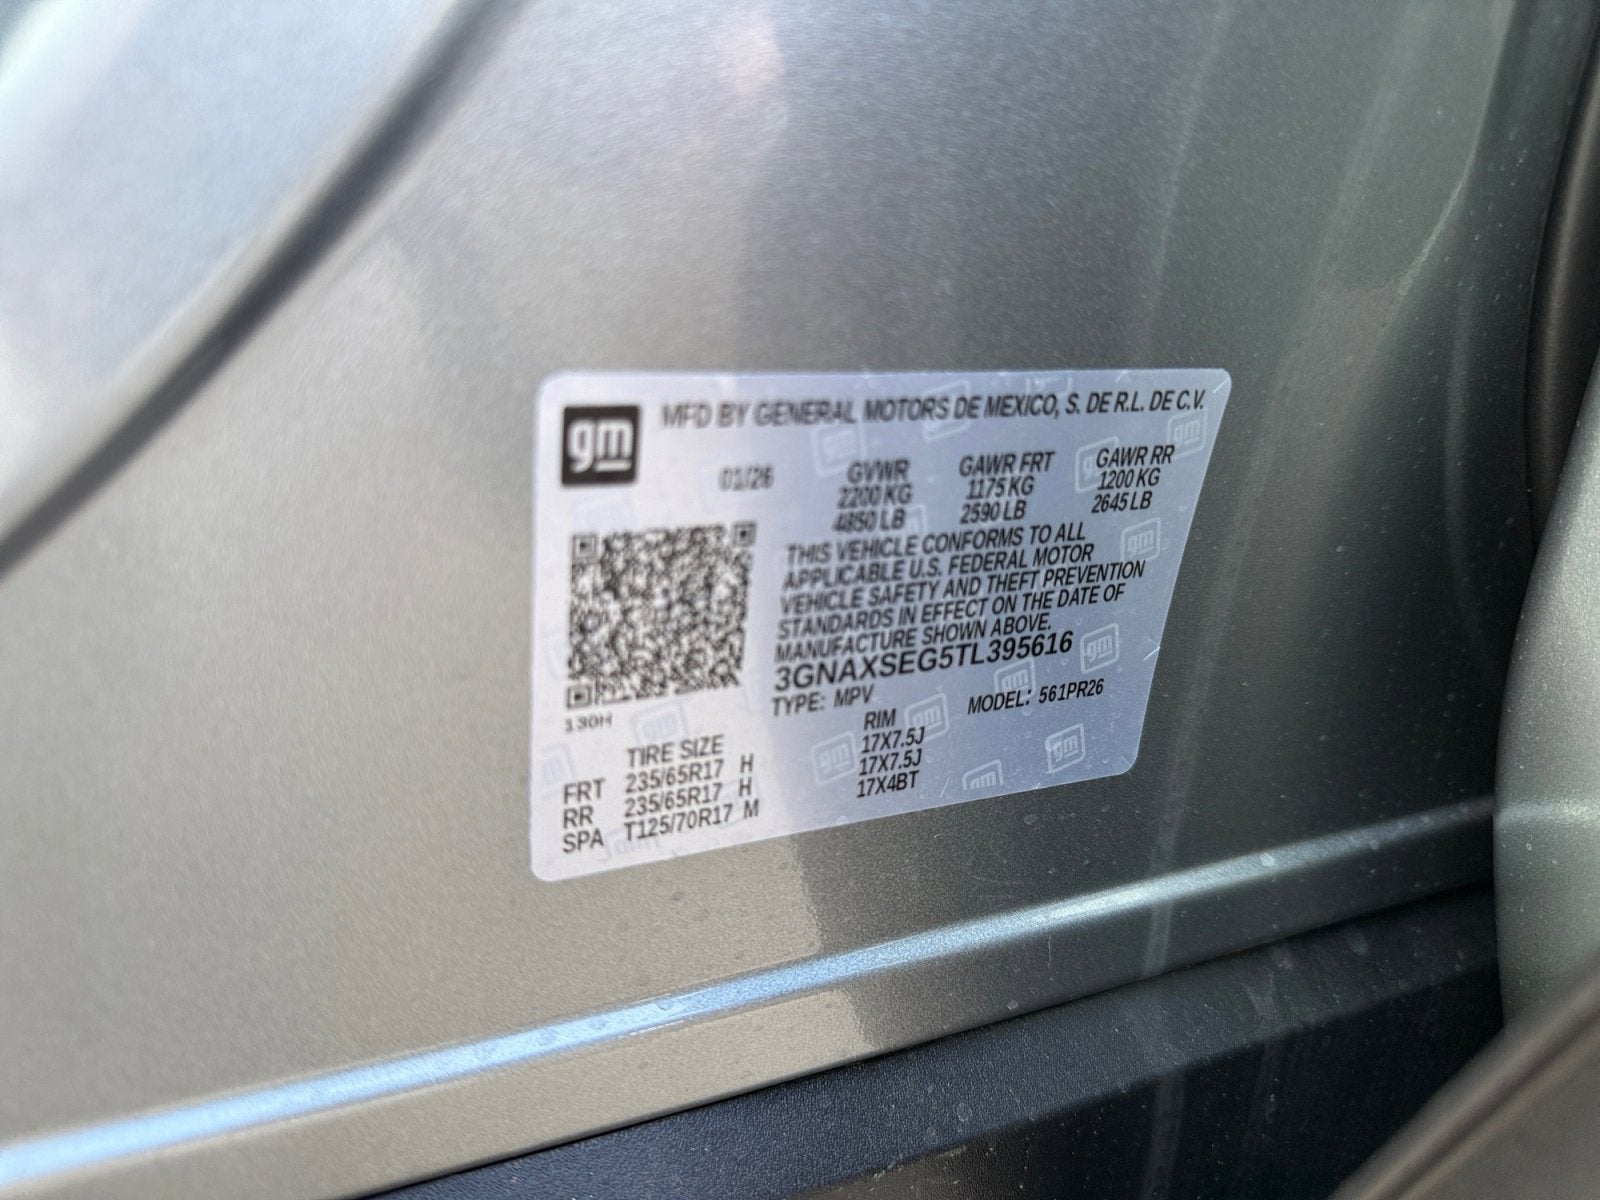 gm
MFD BY GENERAL MOTORS DE MEXICO, S. DE R.L. DE C.V.
01/26 GVWR GAWR FRT GAWR RR
2200 KG 1175 KG 1200 KG
4850 LB 2590 LB 2645 LB
THIS VEHICLE CONFORMS TO ALL
APPLICABLE U.S. FEDERAL MOTOR
VEHICLE SAFETY AND THEFT PREVENTION
STANDARDS IN EFFECT ON THE DATE OF
MANUFACTURE SHOWN ABOVE.
3GNAXSEG5TL395616
TYPE: MPV MODEL: 561PR26
130H
TIRE SIZE RIM
FRT 235/65R17 H 17X7.5J
RR 235/65R17 H 17X7.5J
SPA T125/70R17 M 17X4BT